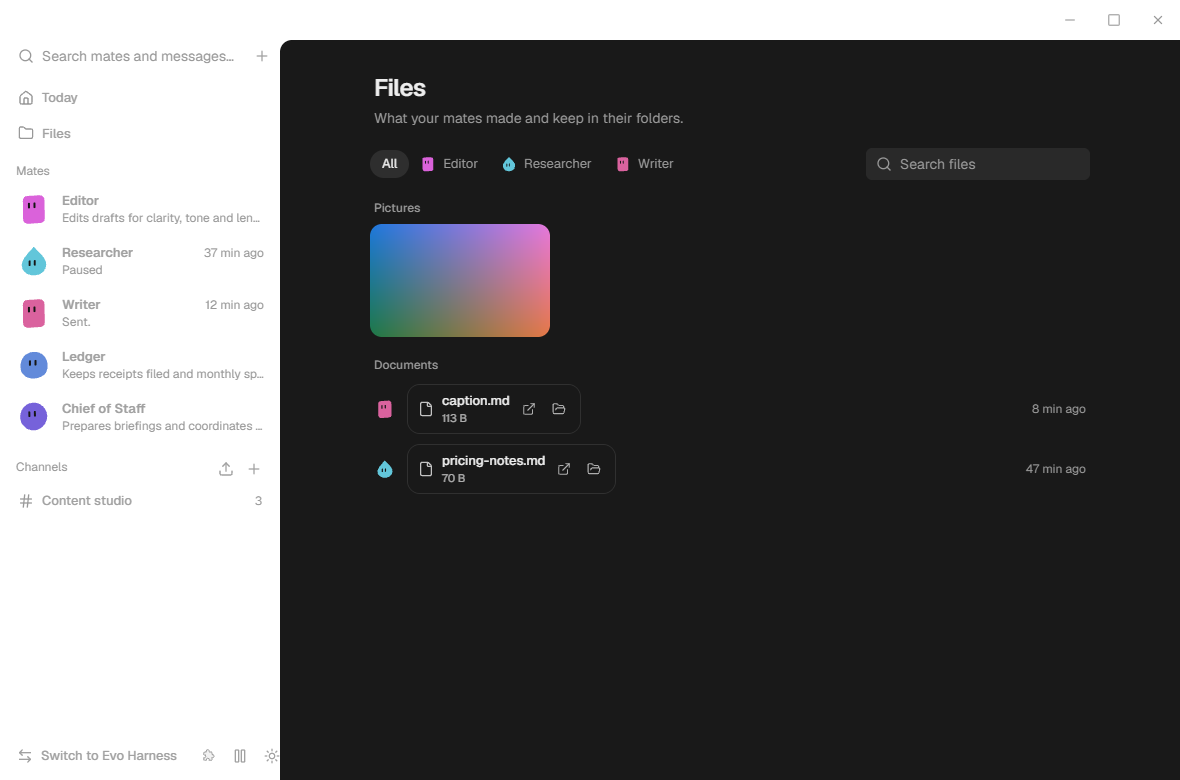 Search mates and messages...
Today
Files
Mates
Editor
Edits drafts for clarity, tone and len...
Researcher
37 min ago
Paused
Writer
12 min ago
Sent.
Ledger
Keeps receipts filed and monthly sp...
Chief of Staff
Prepares briefings and coordinates ...
Channels
Content studio
3
Switch to Evo Harness
Files
What your mates made and keep in their folders.
All
Editor
Researcher
Writer
Search files
Pictures
Documents
caption.md
113 B
8 min ago
pricing-notes.md
70 B
47 min ago